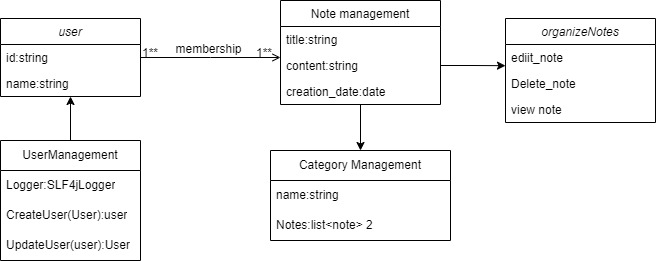 user
id:string
name:string
1**
membership
1**
Note management
title:string
content:string
creation_date:date
organizeNotes
ediit_note
Delete_note
view note
UserManagement
Logger:SLF4jLogger
CreateUser(User):user
UpdateUser(user):User
Category Management
name:string
Notes:list<note> 2